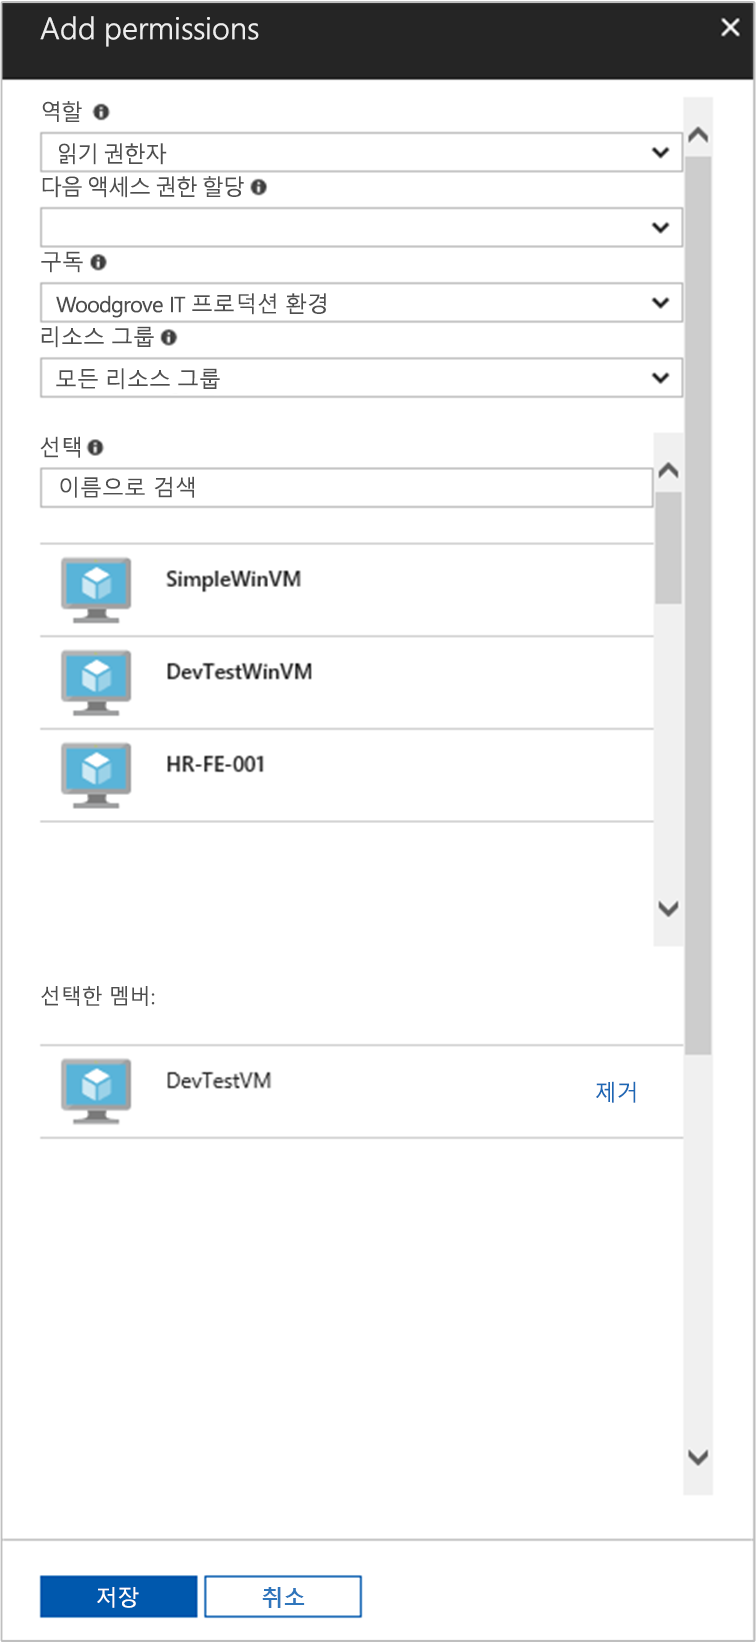 Add permissions
역할
읽기 권한자
다음 액세스 권한 할당
구독
Woodgrove IT 프로덕션 환경
리소스 그룹
모든 리소스 그룹
선택
이름으로 검색
SimpleWinVM
DevTestWinVM
HR-FE-001
선택한 멤버:
DevTestVM
제거
저장 취소